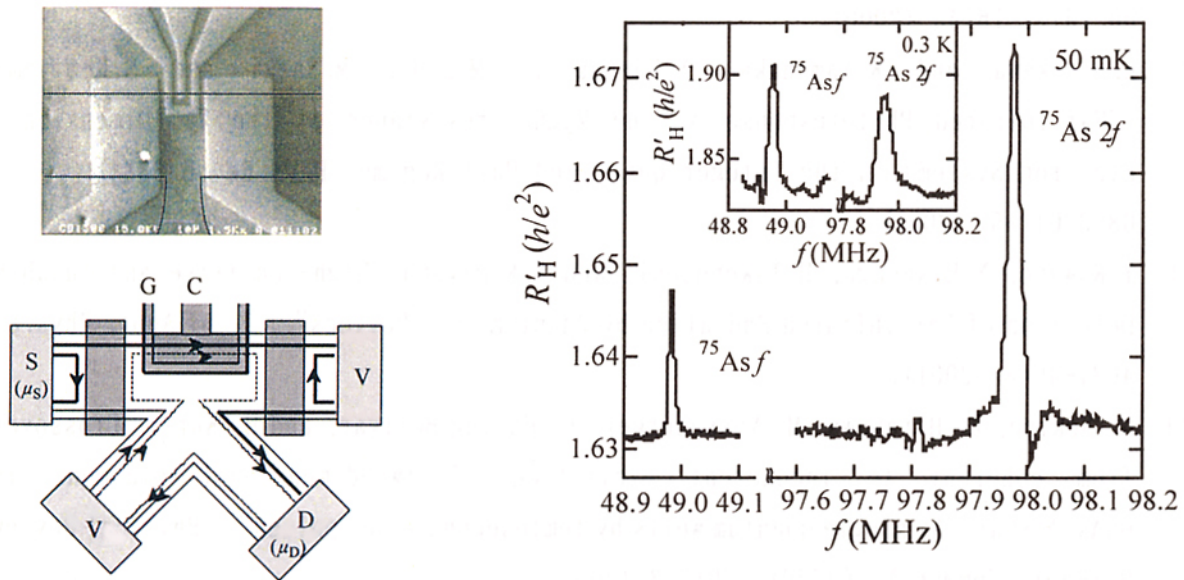 G C
S
(μS)
V
V
D
(μD)
1.67
1.66
1.65
1.64
1.63
R′H (h/e²)
50 mK
⁷⁵As 2f
⁷⁵As f
48.9 49.0 49.1 97.6 97.7 97.8 97.9 98.0 98.1 98.2
f (MHz)
0.3 K
1.90
1.85
R′H (h/e²)
⁷⁵As f
⁷⁵As 2f
48.8 49.0 97.8 98.0 98.2
f (MHz)